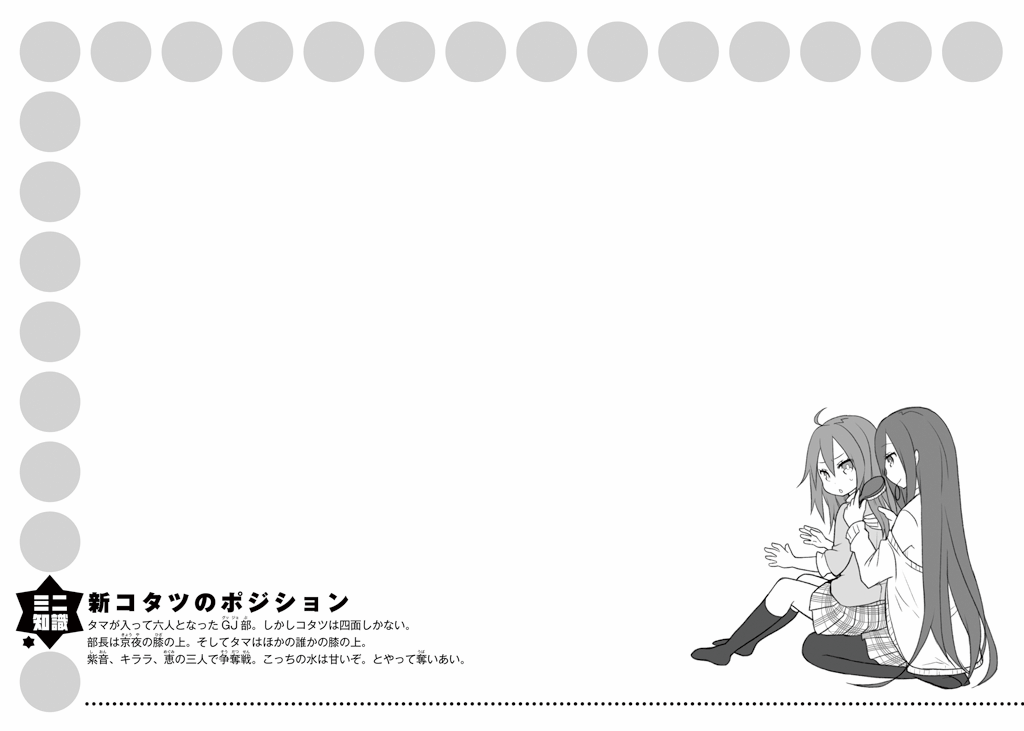 ミニ
知識
新コタツのポジション
タマが入って六人となったGJ部。しかしコタツは四面しかない。
部長は京夜の膝の上。そしてタマはほかの誰かの膝の上。
紫音、キララ、恵の三人で争奪戦。こっちの水は甘いぞ。とやって奪いあい。